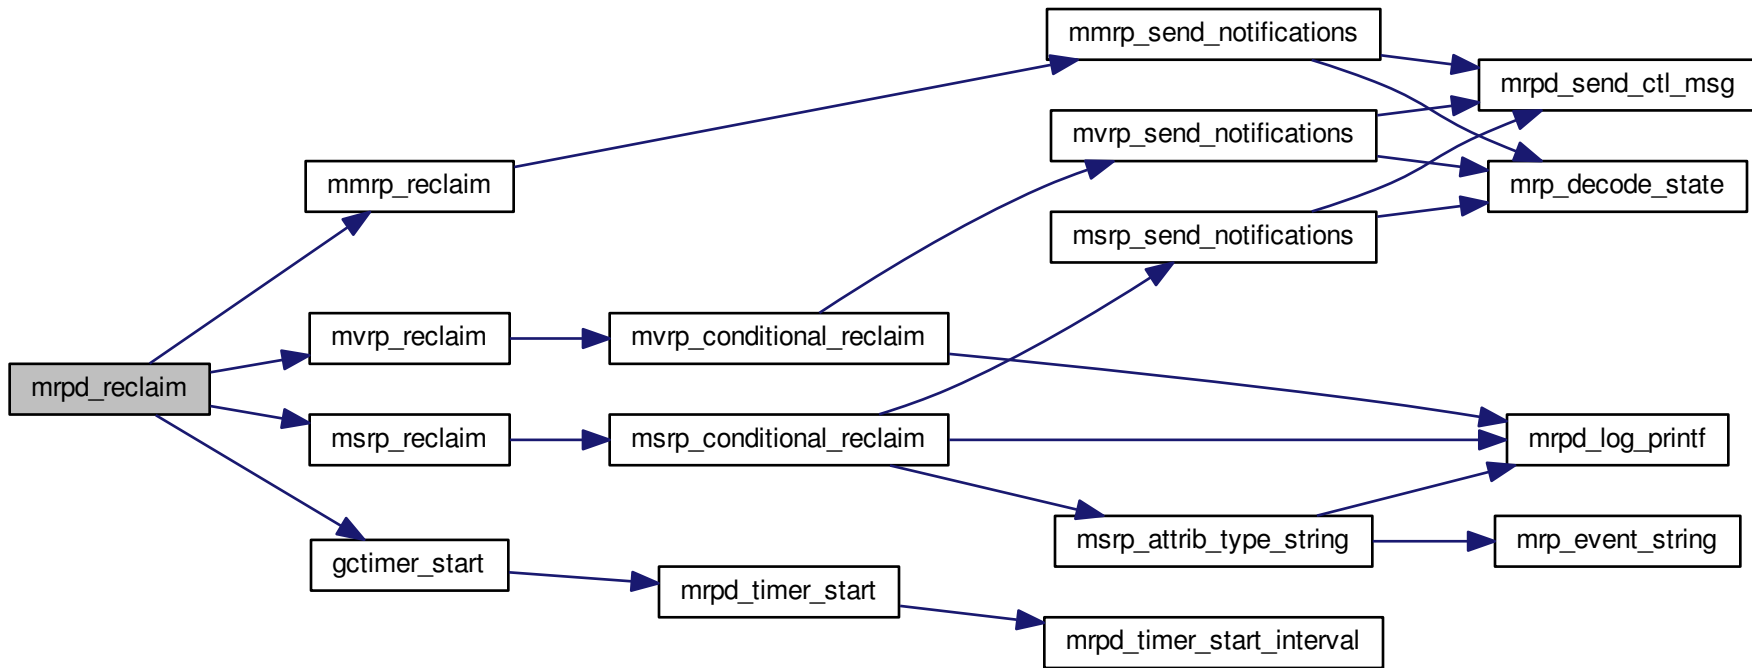 mmrp_send_notifications
mrpd_send_ctl_msg
mvrp_send_notifications
mmrp_reclaim
mrp_decode_state
msrp_send_notifications
mvrp_reclaim
mvrp_conditional_reclaim
mrpd_reclaim
msrp_reclaim
msrp_conditional_reclaim
mrpd_log_printf
msrp_attrib_type_string
mrp_event_string
gctimer_start
mrpd_timer_start
mrpd_timer_start_interval